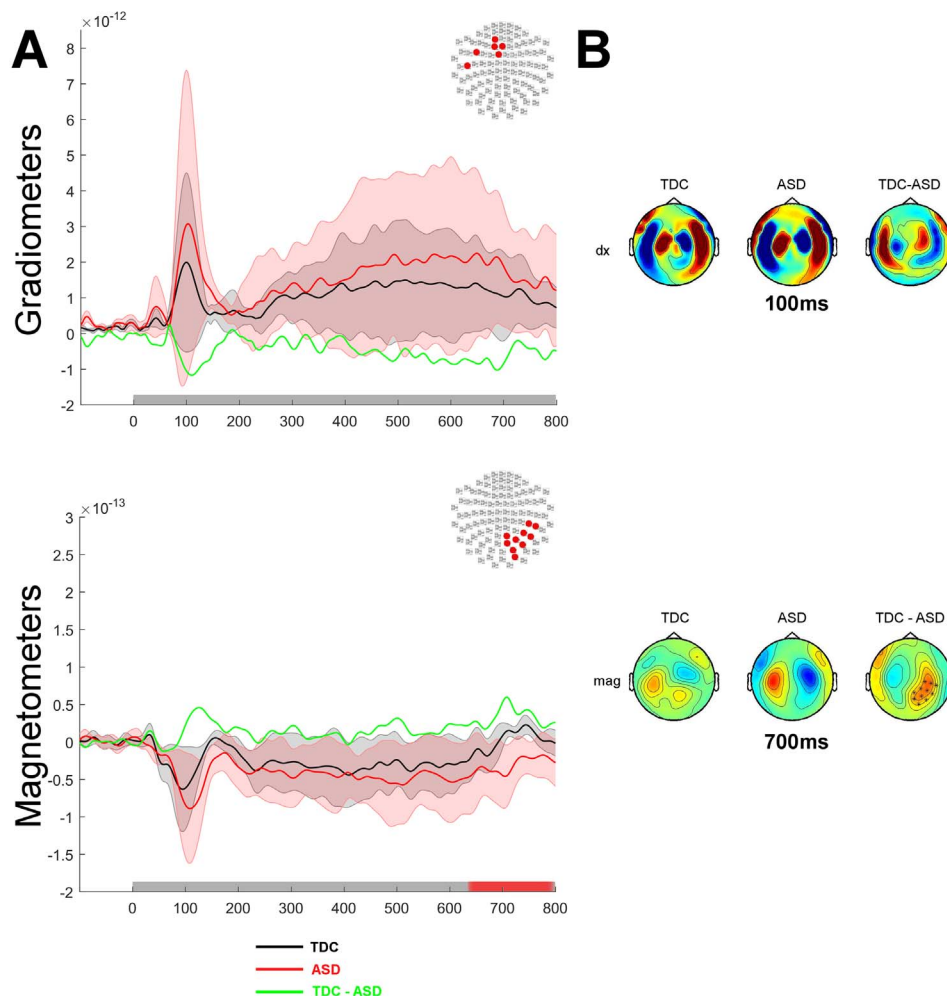 A
B
×10⁻¹²
8
7
6
5
4
3
2
1
0
-1
-2
Gradiometers
0 100 200 300 400 500 600 700 800
TDC ASD TDC-ASD
dx
100ms
×10⁻¹³
3
2.5
2
1.5
1
0.5
0
-0.5
-1
-1.5
-2
Magnetometers
0 100 200 300 400 500 600 700 800
TDC ASD TDC - ASD
mag
700ms
TDC
ASD
TDC - ASD